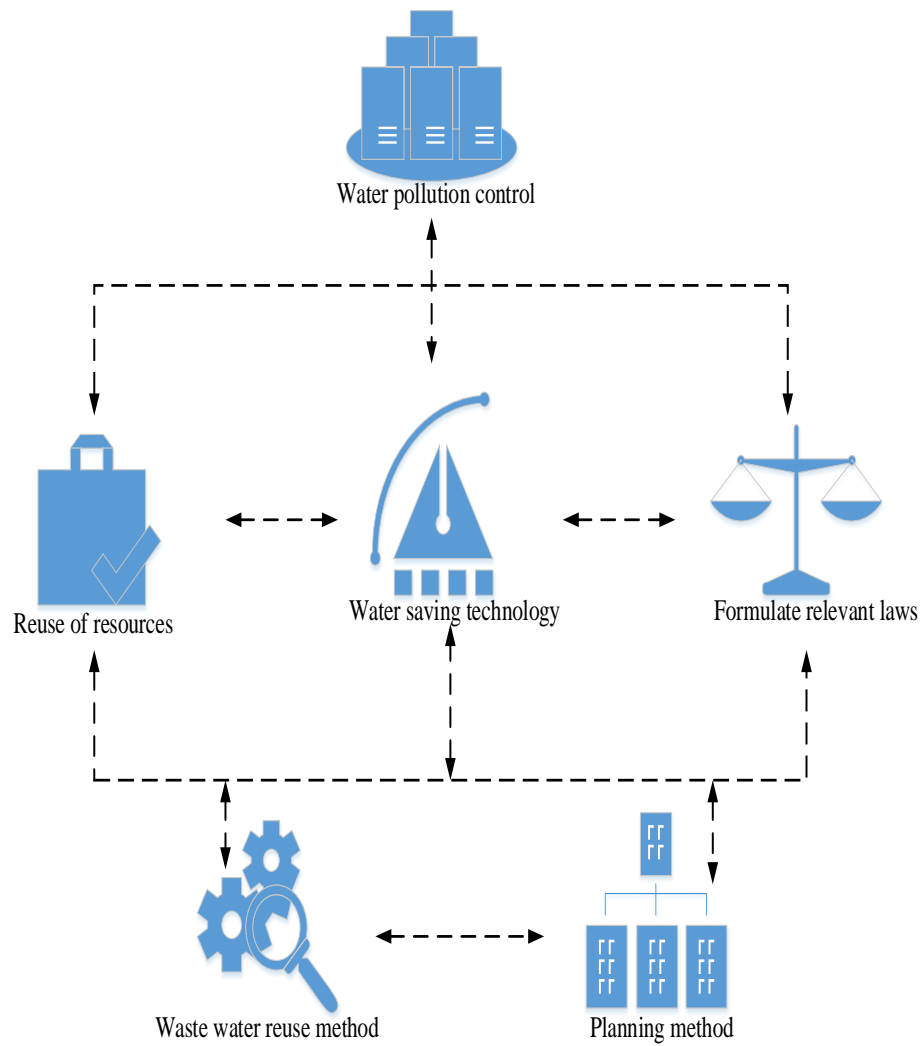 Water pollution control
Reuse of resources
Water saving technology
Formulate relevant laws
Waste water reuse method
Planning method